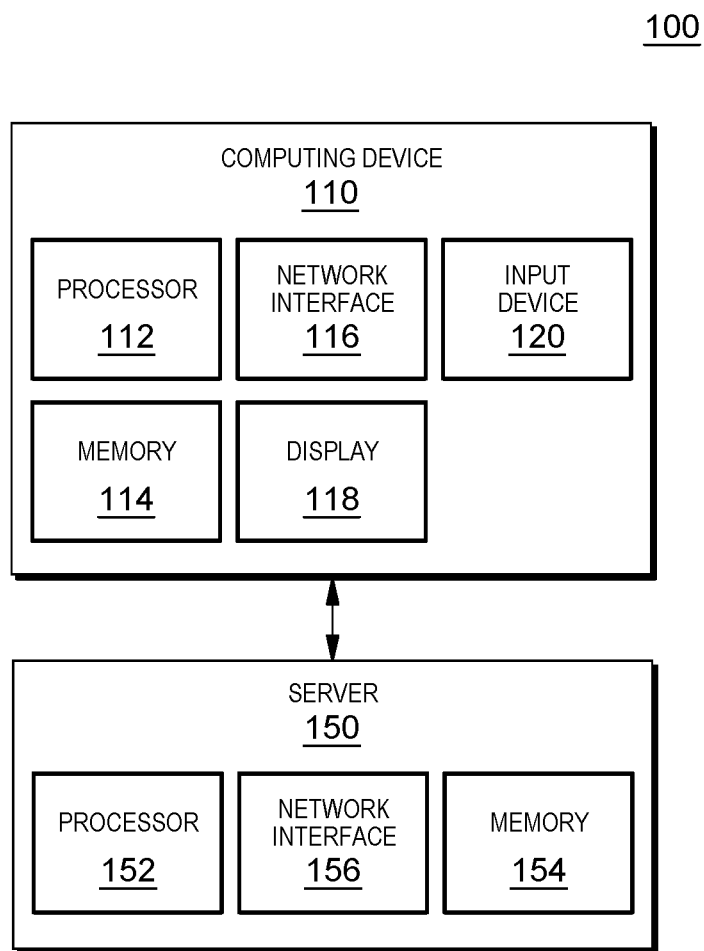 100
COMPUTING DEVICE
110
PROCESSOR
112
NETWORK
INTERFACE
116
INPUT
DEVICE
120
MEMORY
114
DISPLAY
118
SERVER
150
PROCESSOR
152
NETWORK
INTERFACE
156
MEMORY
154